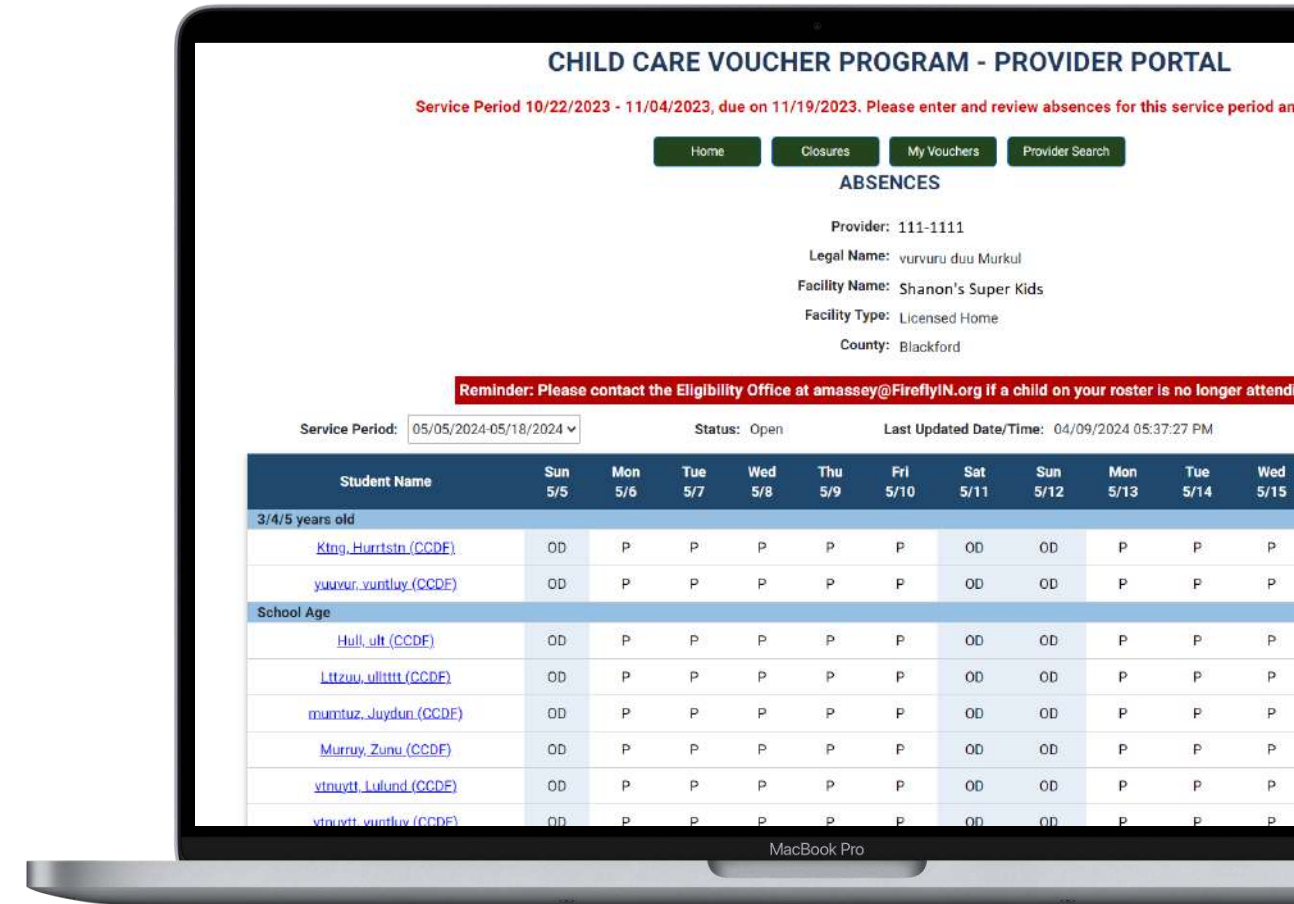 CHILD CARE VOUCHER PROGRAM - PROVIDER PORTAL
Service Period 10/22/2023 - 11/04/2023, due on 11/19/2023. Please enter and review absences for this service period an
Home Closures My Vouchers Provider Search
ABSENCES
Provider: 111-1111
Legal Name: vurvuru duu Murkul
Facility Name: Shanon's Super Kids
Facility Type: Licensed Home
County: Blackford
Reminder: Please contact the Eligibility Office at amassey@FireflyIN.org if a child on your roster is no longer attendi
Service Period: 05/05/2024-05/18/2024 Status: Open Last Updated Date/Time: 04/09/2024 05:37:27 PM
Student Name Sun 5/5 Mon 5/6 Tue 5/7 Wed 5/8 Thu 5/9 Fri 5/10 Sat 5/11 Sun 5/12 Mon 5/13 Tue 5/14 Wed 5/15
3/4/5 years old
Ktng, Hurrtstn (CCDF) OD P P P P P OD OD P P P
yuuvur, vuntluy (CCDF) OD P P P P P OD OD P P P
School Age
Hull, ult (CCDF) OD P P P P P OD OD P P P
Lttzuu, ulltttt (CCDF) OD P P P P P OD OD P P P
mumtuz, Juydun (CCDF) OD P P P P P OD OD P P P
Murruy, Zunu (CCDF) OD P P P P P OD OD P P P
vtnuytt, Lulund (CCDF) OD P P P P P OD OD P P P
vtnuytt, vuntluy (CCDF) OD P P P P P OD OD P P P
MacBook Pro